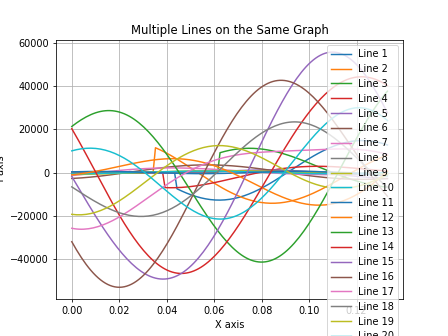 Multiple Lines on the Same Graph
60000
40000
20000
0
−20000
−40000
0.00
0.02
0.04
0.06
0.08
0.10
X axis
Line 1
Line 2
Line 3
Line 4
Line 5
Line 6
Line 7
Line 8
Line 9
Line 10
Line 11
Line 12
Line 13
Line 14
Line 15
Line 16
Line 17
Line 18
Line 19
Line 20